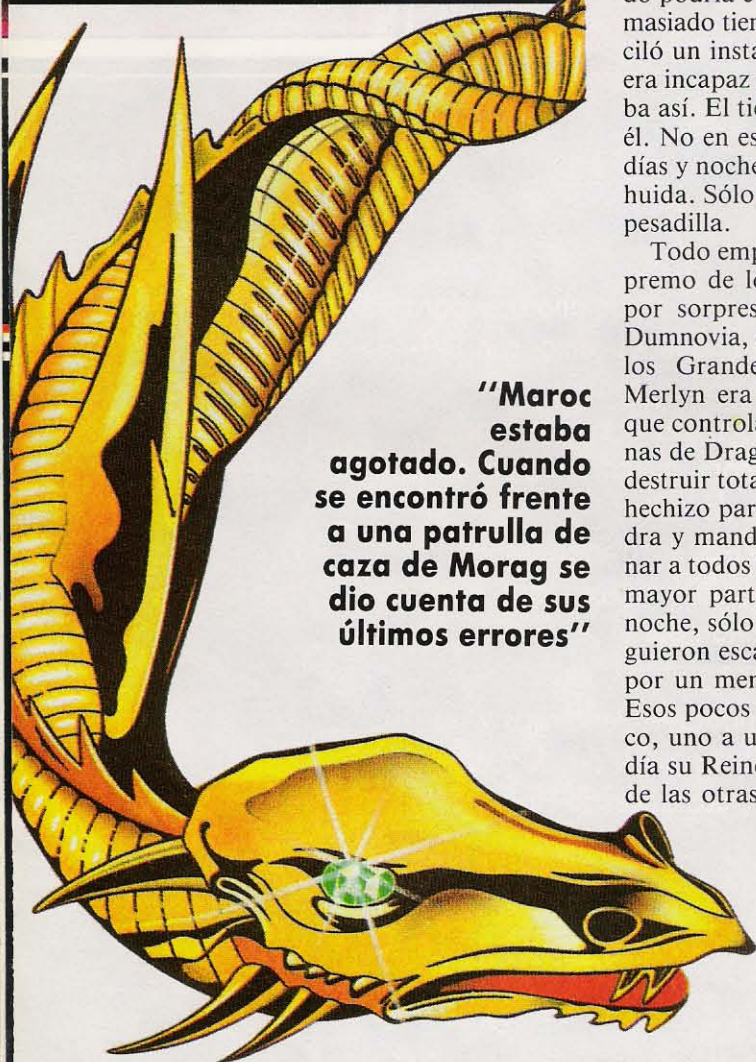 "Maroc
estaba
agotado. Cuando
se encontró frente
a una patrulla de
caza de Morag se
dio cuenta de sus
últimos errores"
do podría
masiado tien
ciló un insta
era incapaz
ba así. El tie
él. No en es
días y noche
huida. Sólo
pesadilla.
Todo emp
premo de lo
por sorpres
Dumnovia,
los Grande
Merlyn era
que controla
nas de Drag
destruir tota
hechizo par
dra y mand
nar a todos
mayor part
noche, sólo
guieron esca
por un mer
Esos pocos
co, uno a u
día su Rein
de las otras